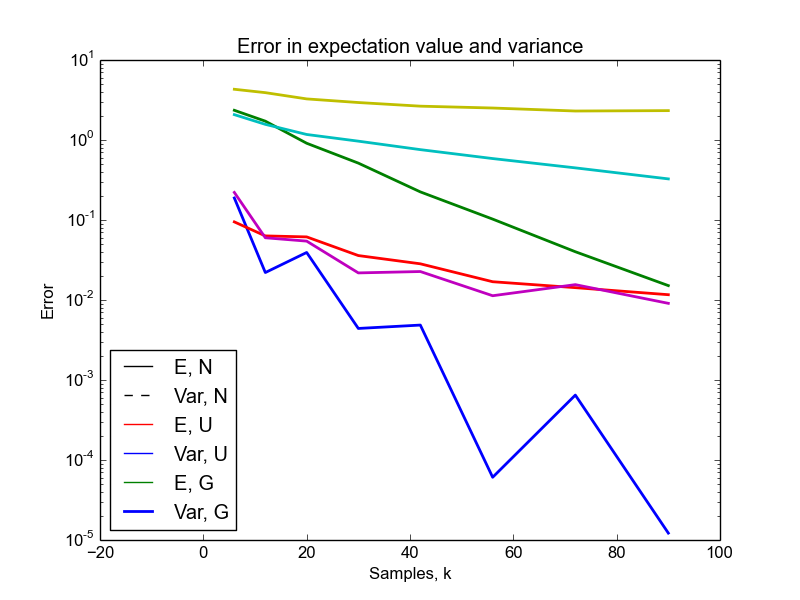 Error in expectation value and variance
10^1
10^0
10^-1
10^-2
10^-3
10^-4
10^-5
Error
E, N
Var, N
E, U
Var, U
E, G
Var, G
−20
0
20
40
60
80
100
Samples, k